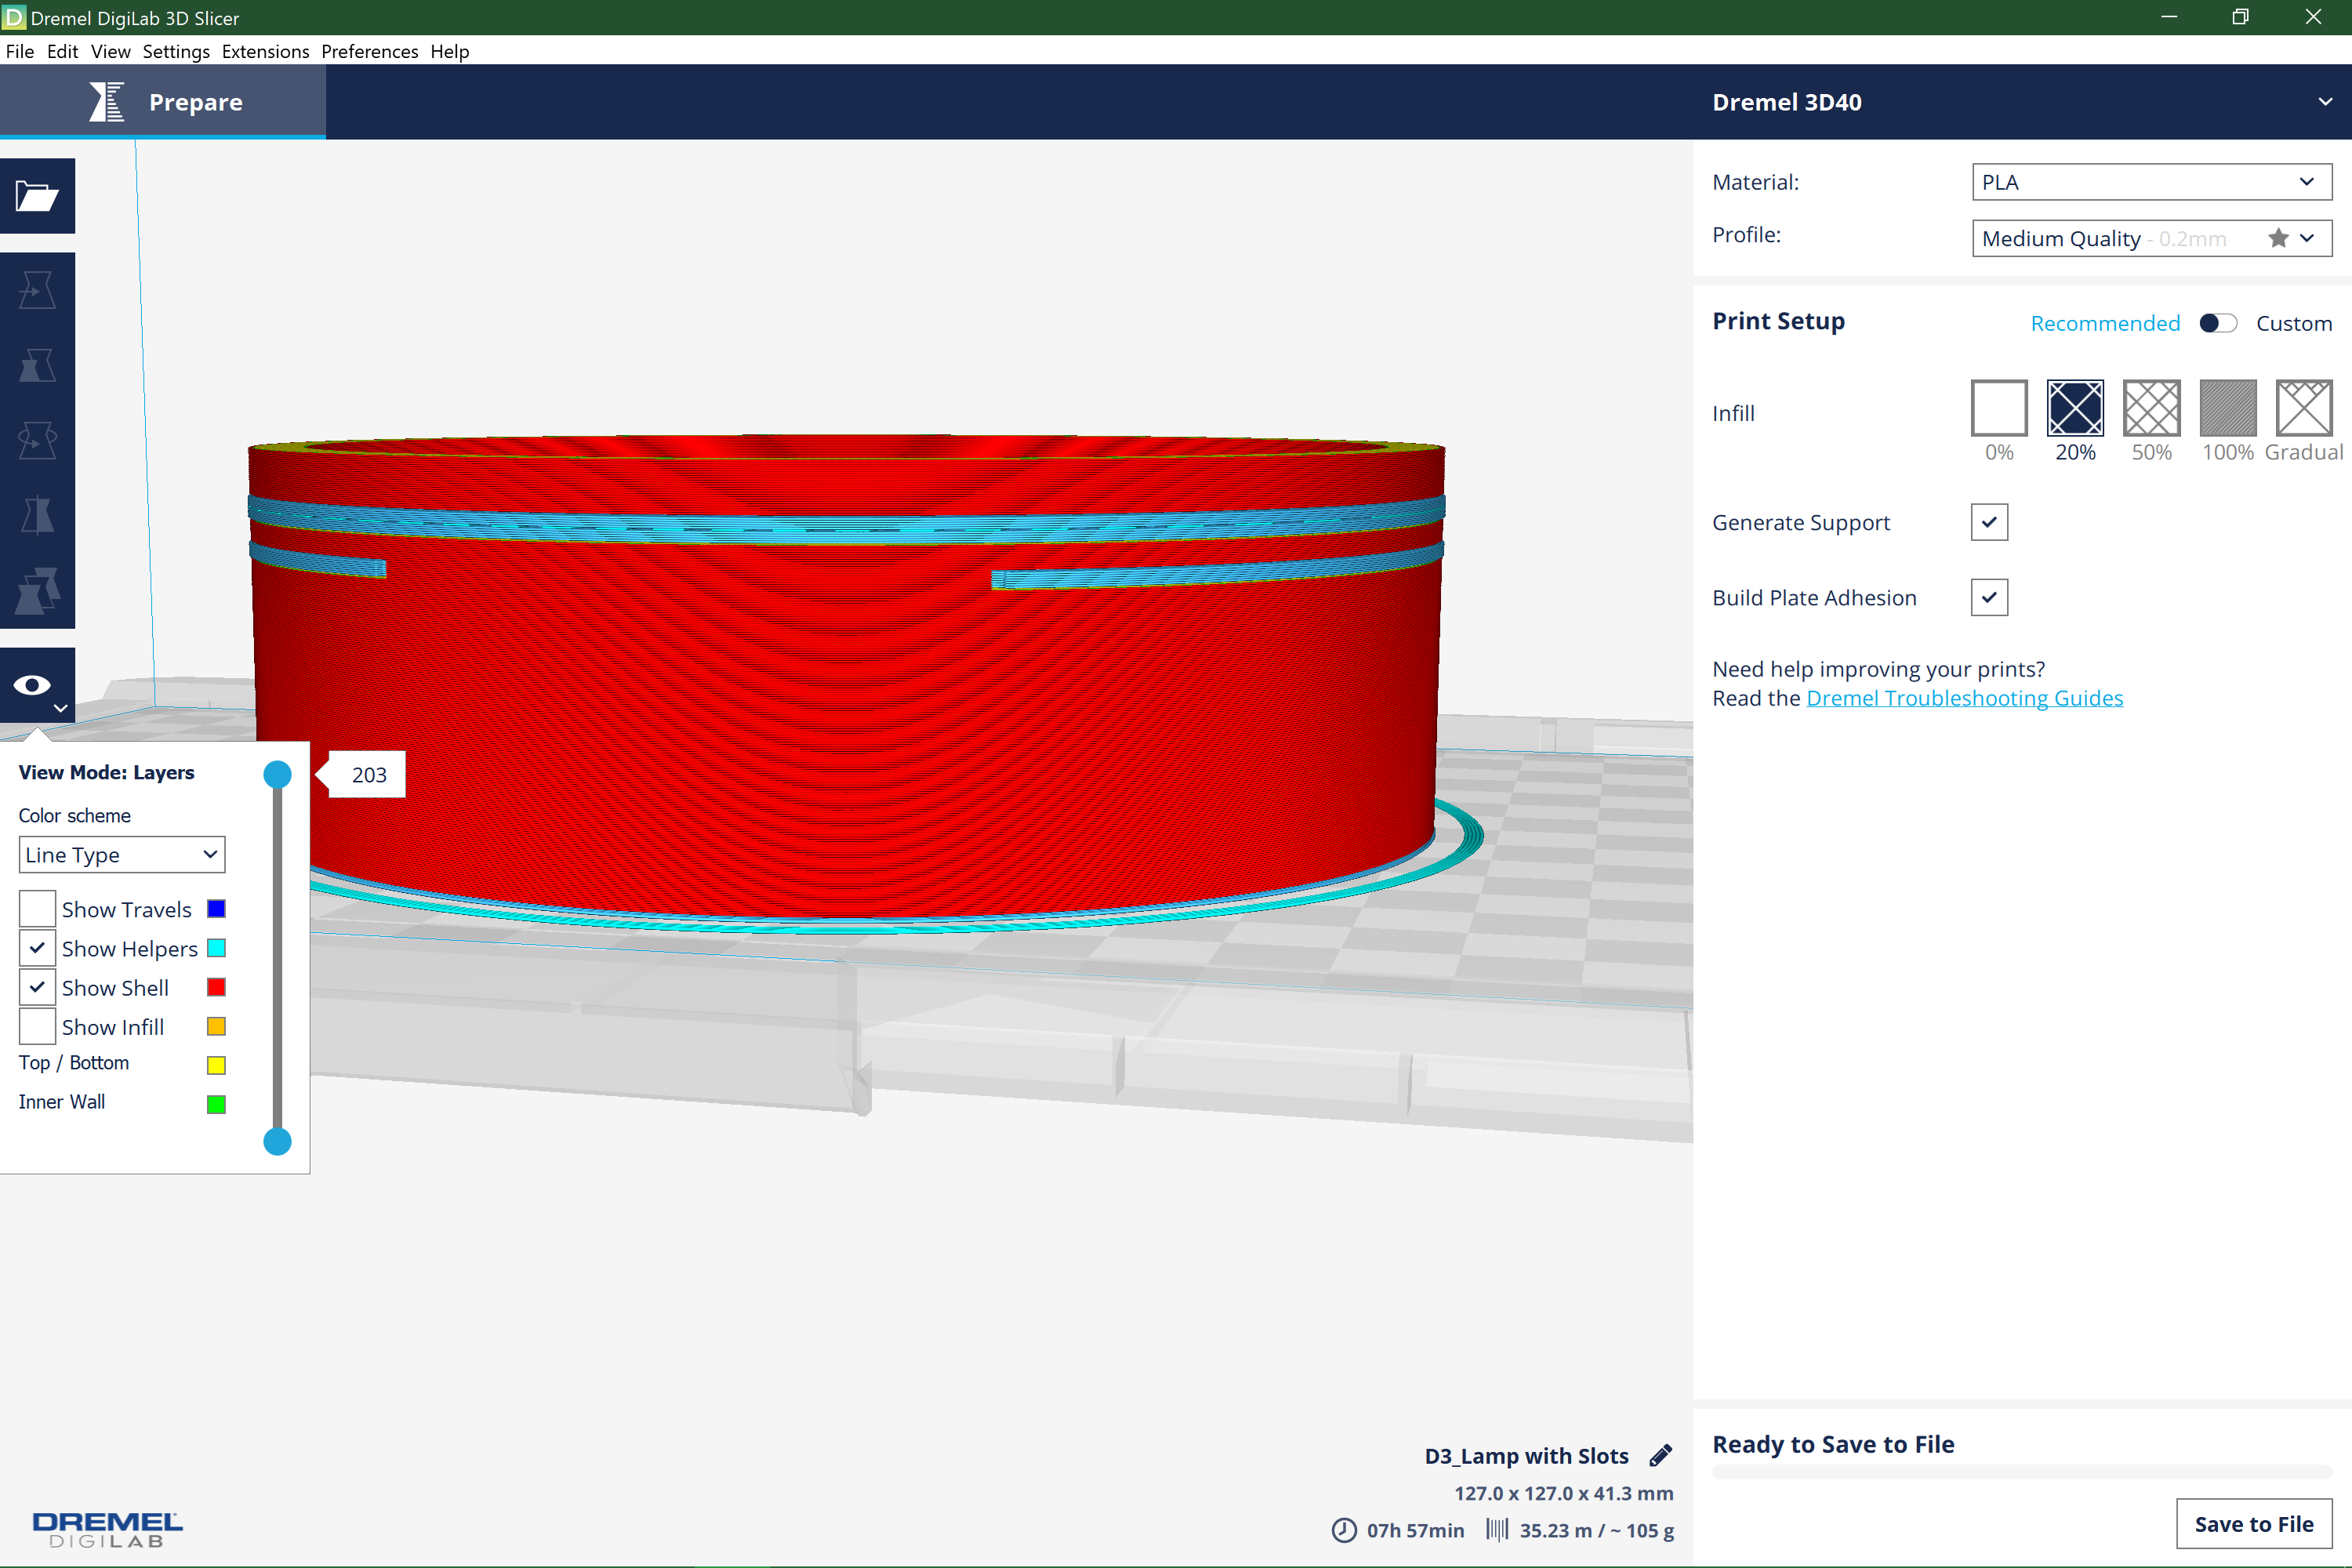 Dremel DigiLab 3D Slicer
File Edit View Settings Extensions Preferences Help
Prepare
Dremel 3D40
Material:
PLA
Profile:
Medium Quality - 0.2mm
Print Setup
Recommended
Custom
Infill
0%
20%
50%
100%
Gradual
Generate Support
Build Plate Adhesion
Need help improving your prints?
Read the Dremel Troubleshooting Guides
View Mode: Layers
203
Color scheme
Line Type
Show Travels
Show Helpers
Show Shell
Show Infill
Top / Bottom
Inner Wall
D3_Lamp with Slots
127.0 x 127.0 x 41.3 mm
07h 57min
35.23 m / ~ 105 g
Ready to Save to File
Save to File
DREMEL
DIGILAB